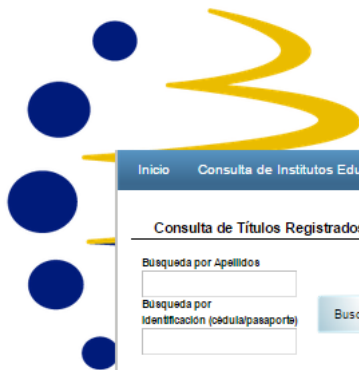 Inicio Consulta de Institutos Edu
Consulta de Títulos Registrados
Búsqueda por Apellidos
Búsqueda por
Identificación (cédula/pasaporte)
Busc